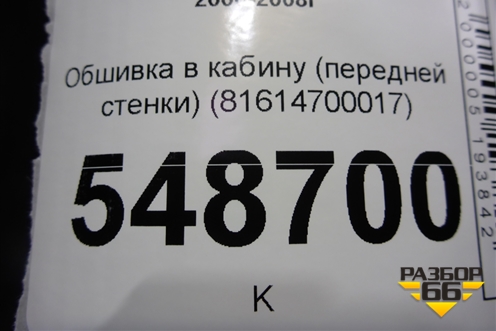 Обшивка в кабину (передней
стенки) (81614700017)
548700
К
РАЗБОР
66